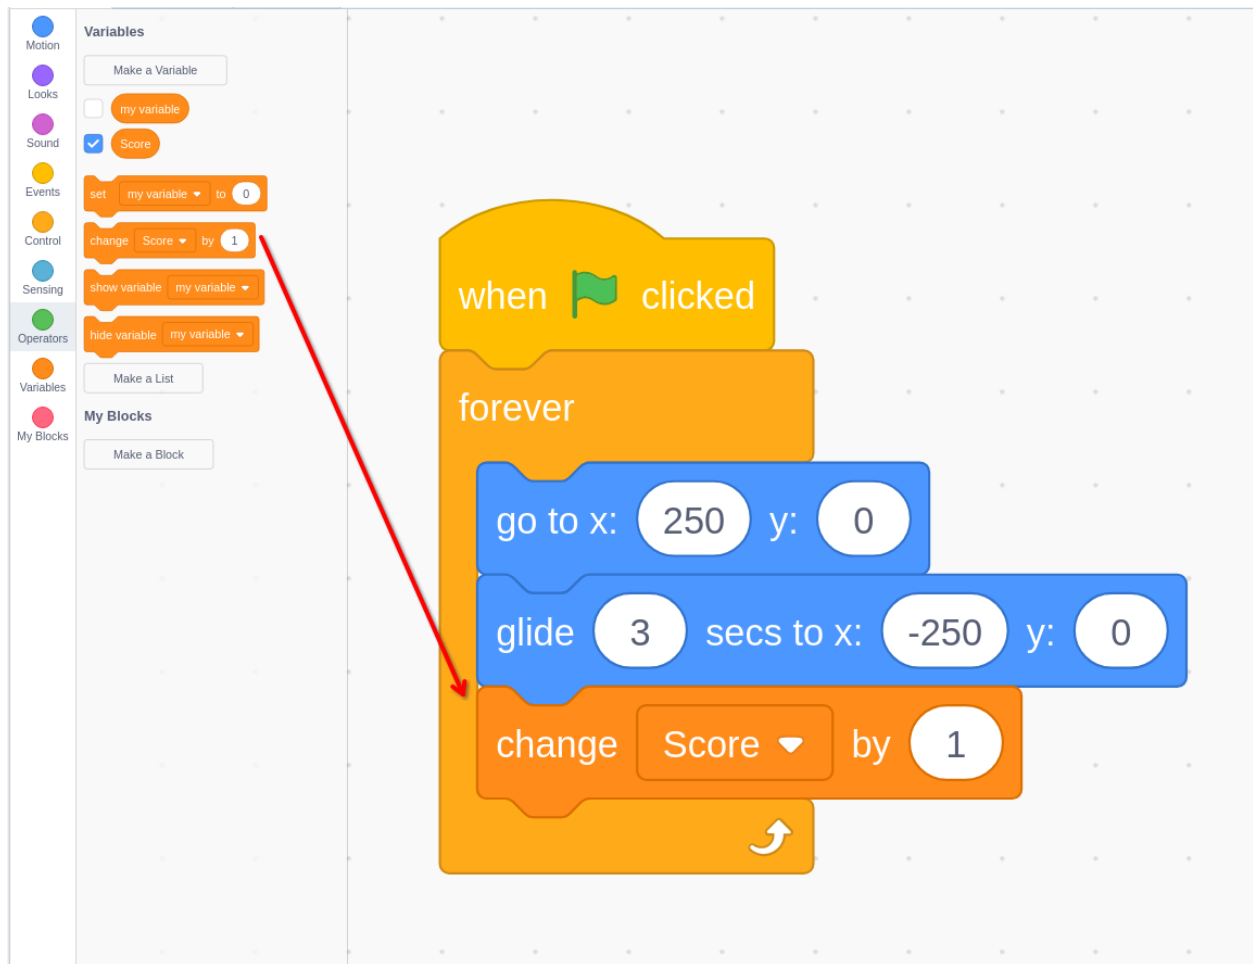 Motion
Looks
Sound
Events
Control
Sensing
Operators
Variables
My Blocks
Variables
Make a Variable
my variable
Score
set my variable to 0
change Score by 1
show variable my variable
hide variable my variable
Make a List
My Blocks
Make a Block
when clicked
forever
go to x: 250 y: 0
glide 3 secs to x: -250 y: 0
change Score by 1